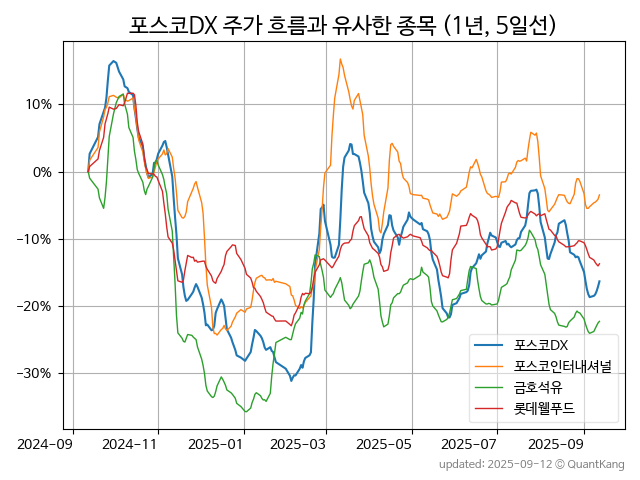 포스코DX 주가 흐름과 유사한 종목 (1년, 5일선)
10%
0%
−10%
−20%
−30%
포스코DX
포스코인터내셔널
금호석유
롯데웰푸드
2024-09 2024-11 2025-01 2025-03 2025-05 2025-07 2025-09
updated: 2025-09-12 © QuantKang